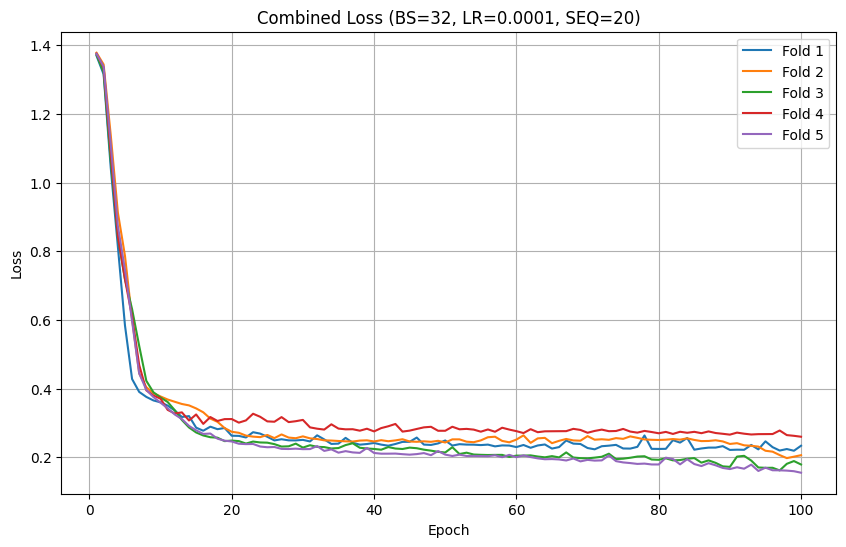 Combined Loss (BS=32, LR=0.0001, SEQ=20)
Fold 1
Fold 2
Fold 3
Fold 4
Fold 5
Loss
1.4
1.2
1.0
0.8
0.6
0.4
0.2
0 20 40 60 80 100
Epoch